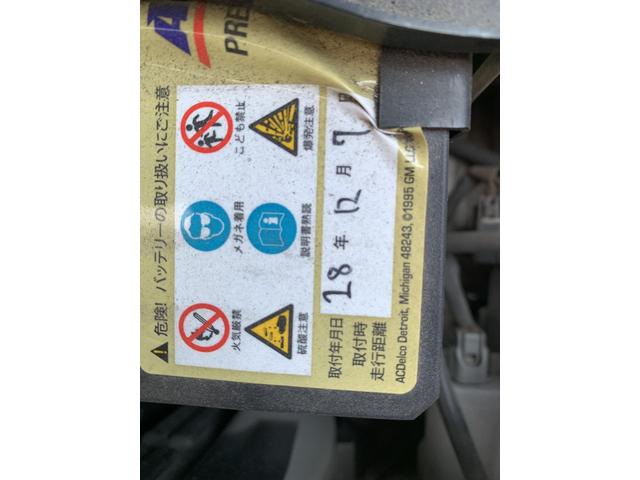 PRE
危険! バッテリーの取り扱いにご注意
火気厳禁
メガネ着用
こども禁止
硫酸注意
説明書熟読
爆発注意
取付年月日 28年 12月 7
取付時
走行距離
ACDelco Detroit, Michigan 48243, ©1995 GM LLC